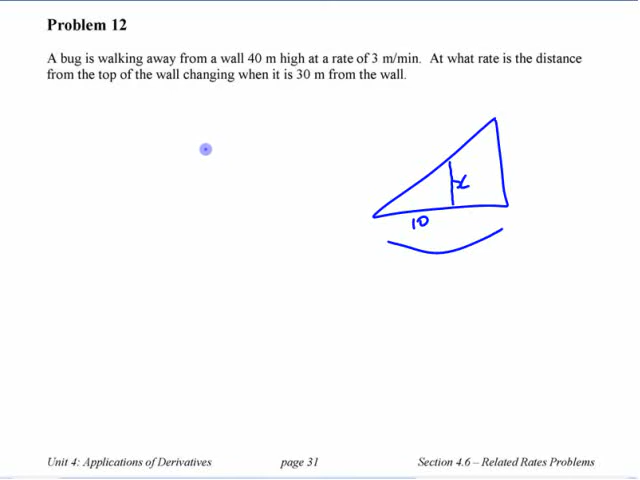 Problem 12
A bug is walking away from a wall 40 m high at a rate of 3 m/min. At what rate is the distance
from the top of the wall changing when it is 30 m from the wall.
x
10
Unit 4: Applications of Derivatives page 31 Section 4.6 – Related Rates Problems